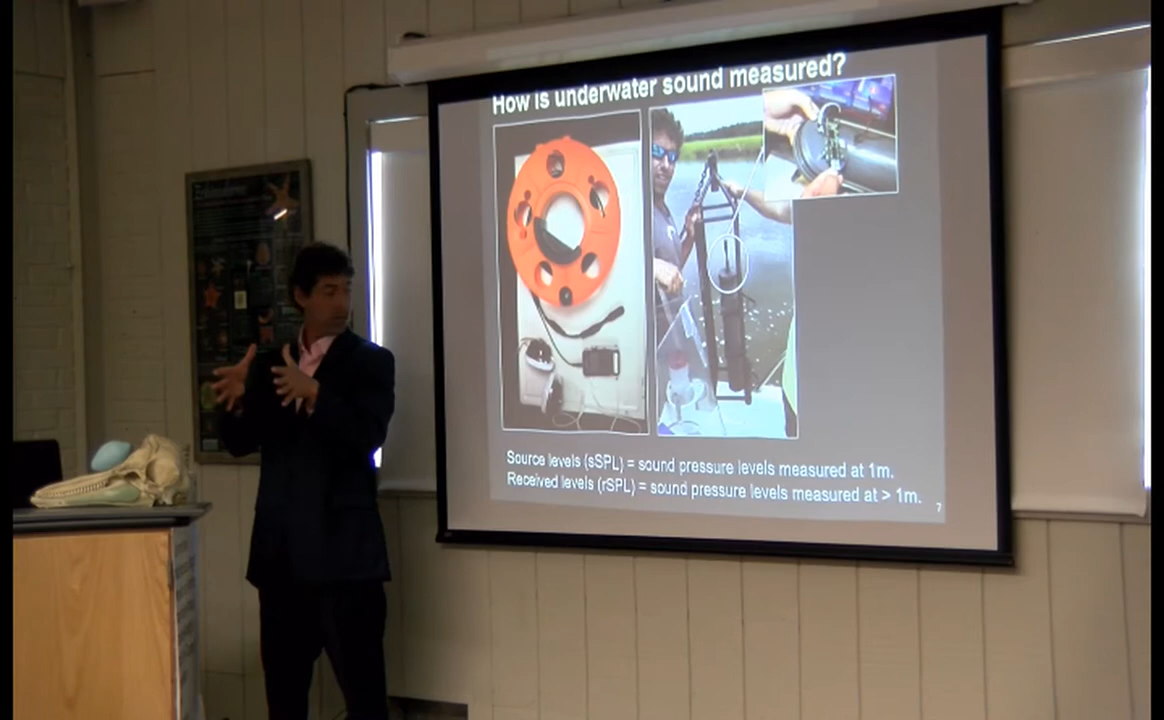 How is underwater sound measured?
Source levels (sSPL) = sound pressure levels measured at 1m.
Received levels (rSPL) = sound pressure levels measured at > 1m.
7